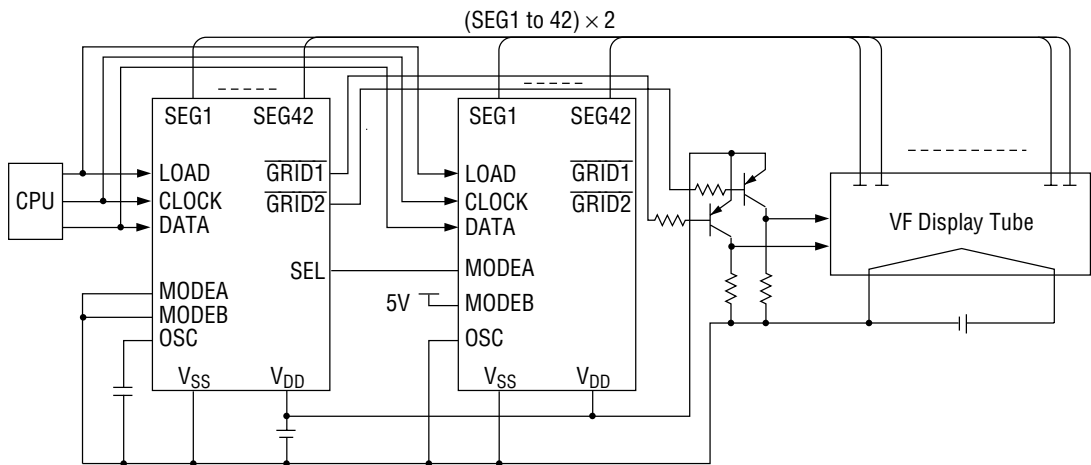 (SEG1 to 42) × 2
SEG1 SEG42
SEG1 SEG42
CPU
LOAD
CLOCK
DATA
GRID1
GRID2
SEL
MODEA
MODEB
OSC
VSS VDD
LOAD
CLOCK
DATA
GRID1
GRID2
MODEA
5V
MODEB
OSC
VSS VDD
VF Display Tube